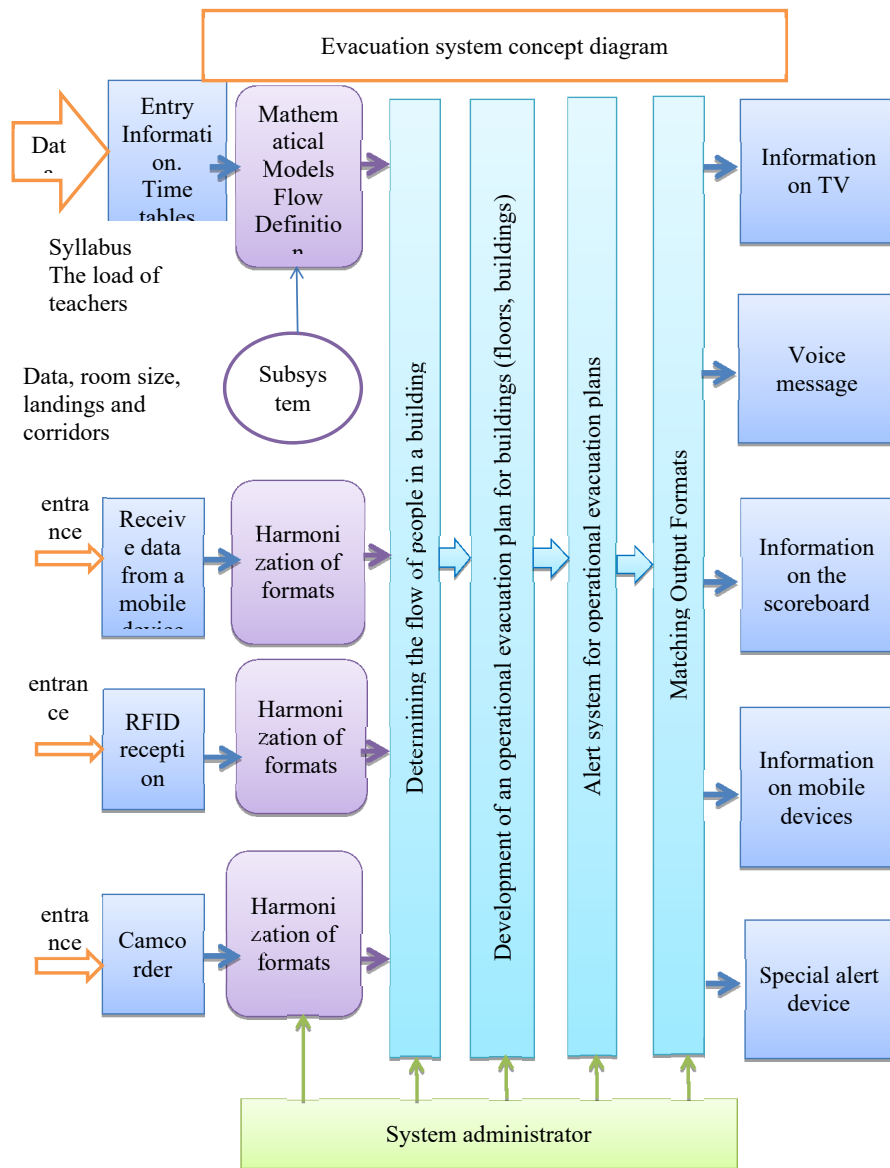 Evacuation system concept diagram
Dat
Entry
Informati
on.
Time
tables
Mathem
atical
Models
Flow
Definitio
n
Information
on TV
Syllabus
The load of
teachers
Subsys
tem
Data, room size,
landings and
corridors
Voice
message
entra
nce
Receiv
e data
from a
mobile
device
Harmoni
zation of
formats
Information
on the
scoreboard
entra
nce
RFID
recepti
on
Harmoni
zation of
formats
Information
on mobile
devices
entra
nce
Camco
rder
Harmoni
zation of
formats
Special alert
device
Determining the flow of people in a building
Development of an operational evacuation plan for buildings (floors, buildings)
Alert system for operational evacuation plans
Matching Output Formats
System administrator